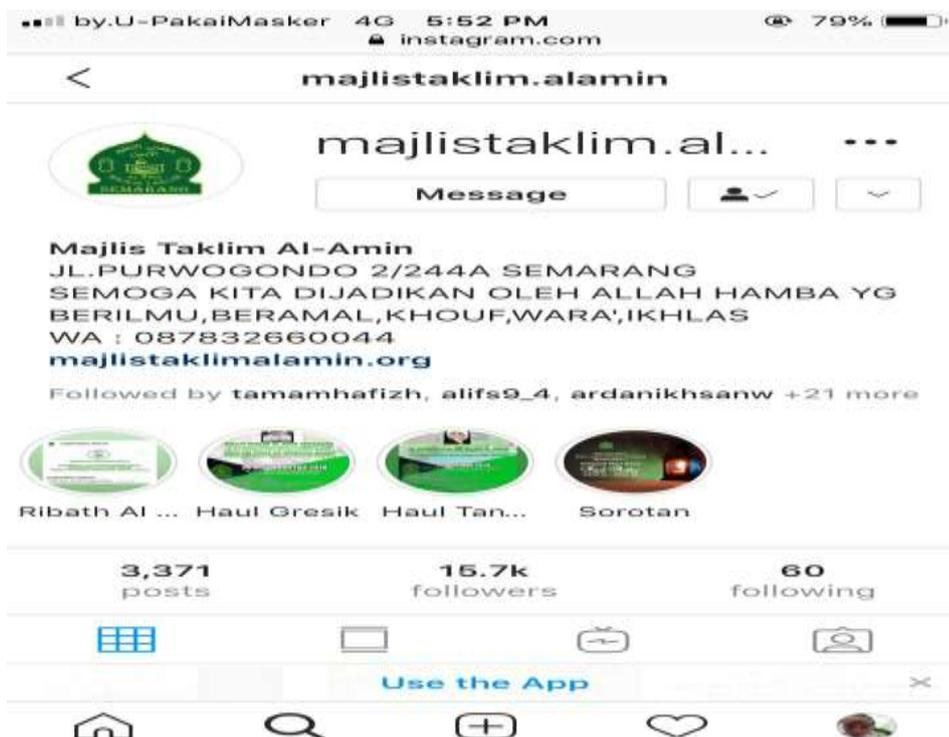 by.U-PakaiMasker 4G 5:52 PM 79%
instagram.com
majlistaklim.alamin
majlistaklim.al...
Message
SEMARANG
Majlis Taklim Al-Amin
JL.PURWOGONDO 2/244A SEMARANG
SEMOGA KITA DIJADIKAN OLEH ALLAH HAMBA YG
BERILMU,BERAMAL,KHOUF,WARA',IKHLAS
WA : 087832660044
majlistaklimalamin.org
Followed by tamamhafizh, alifs9_4, ardanikhsanw +21 more
Ribath Al ... Haul Gresik Haul Tan... Sorotan
3,371 15.7k 60
posts followers following
Use the App